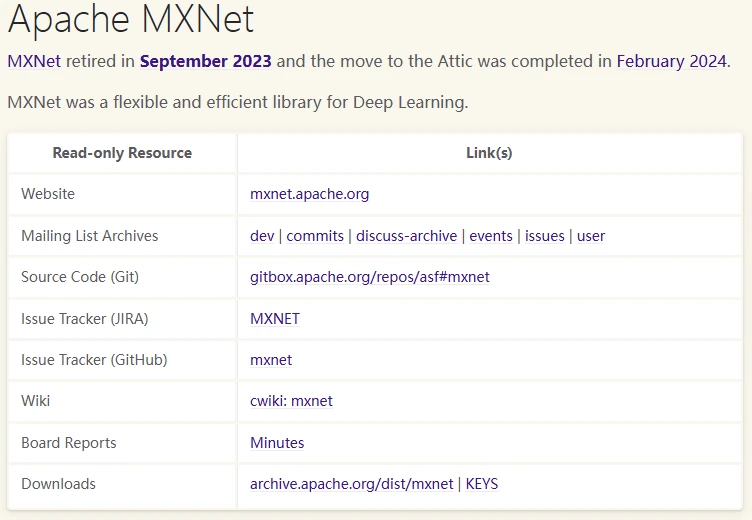 Apache MXNet
MXNet retired in September 2023 and the move to the Attic was completed in February 2024.
MXNet was a flexible and efficient library for Deep Learning.
Read-only Resource Link(s)
Website mxnet.apache.org
Mailing List Archives dev | commits | discuss-archive | events | issues | user
Source Code (Git) gitbox.apache.org/repos/asf#mxnet
Issue Tracker (JIRA) MXNET
Issue Tracker (GitHub) mxnet
Wiki cwiki: mxnet
Board Reports Minutes
Downloads archive.apache.org/dist/mxnet | KEYS